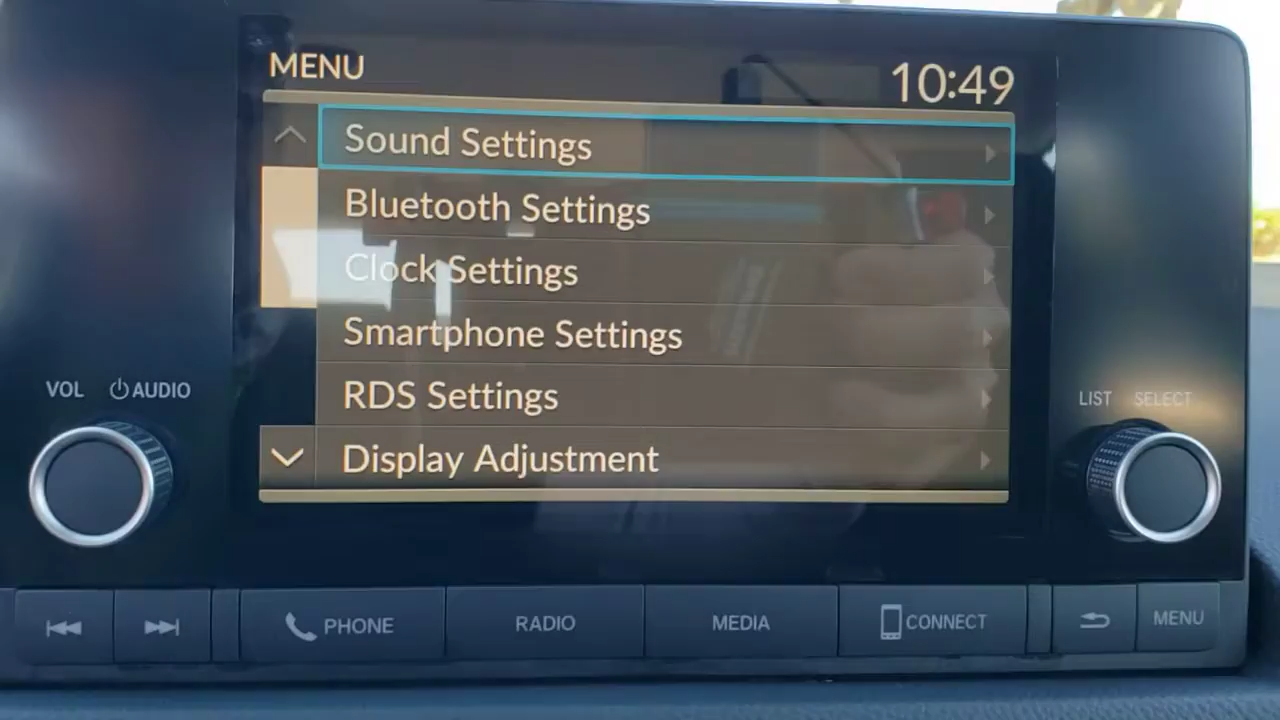 MENU 10:49
Sound Settings
Bluetooth Settings
Clock Settings
Smartphone Settings
RDS Settings
Display Adjustment
VOL AUDIO
LIST SELECT
PHONE RADIO MEDIA CONNECT MENU